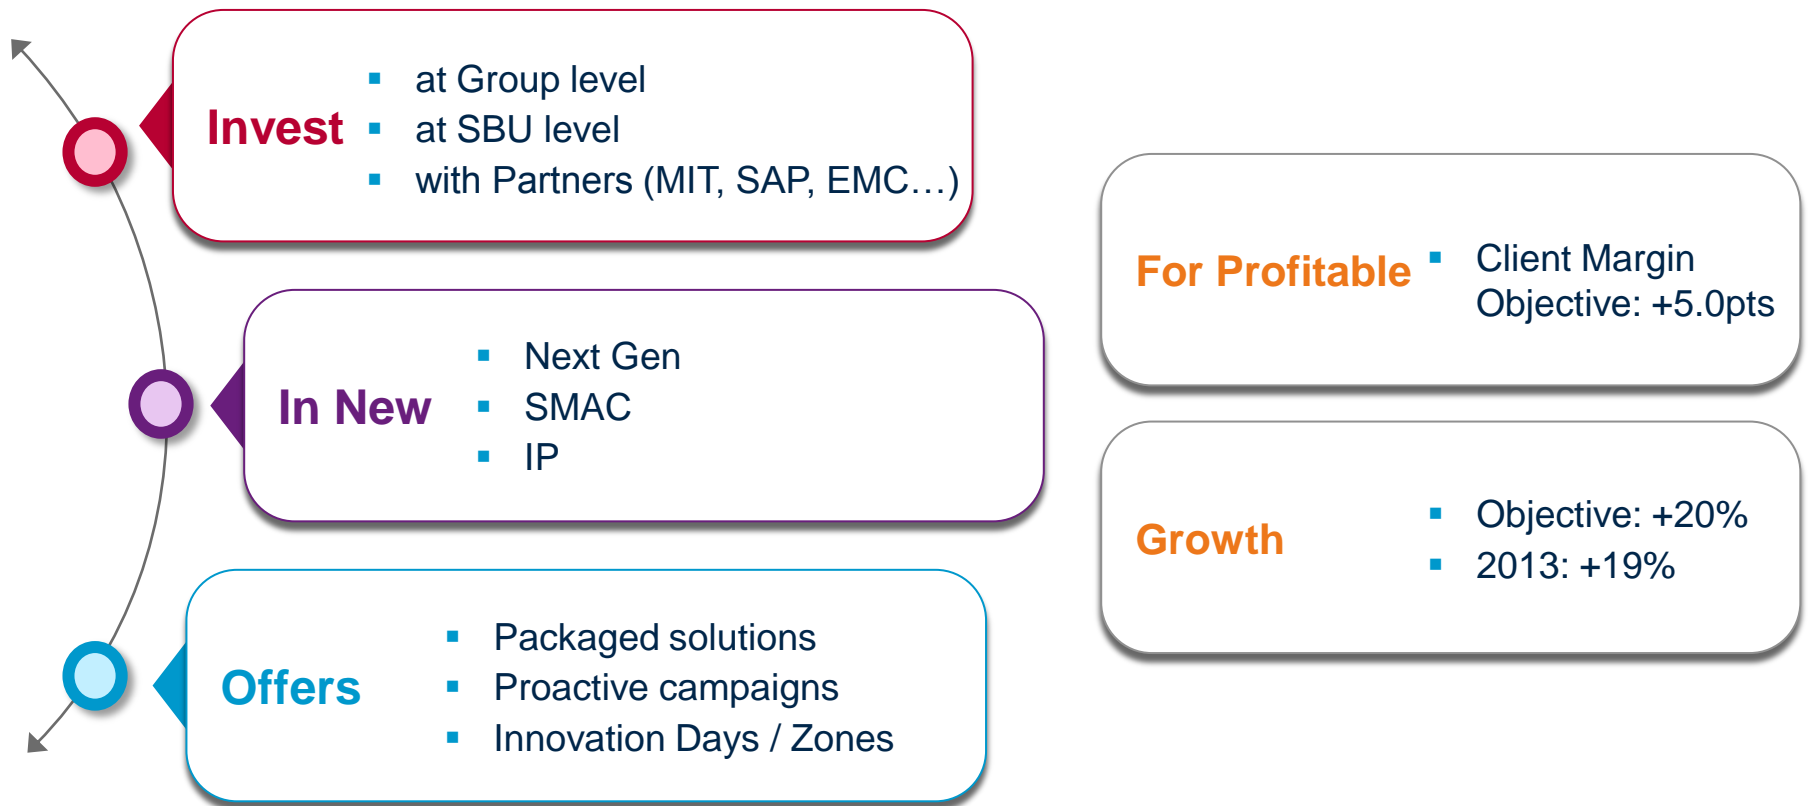 Invest
at Group level
at SBU level
with Partners (MIT, SAP, EMC…)
In New
Next Gen
SMAC
IP
Offers
Packaged solutions
Proactive campaigns
Innovation Days / Zones
For Profitable
Client Margin
Objective: +5.0pts
Growth
Objective: +20%
2013: +19%